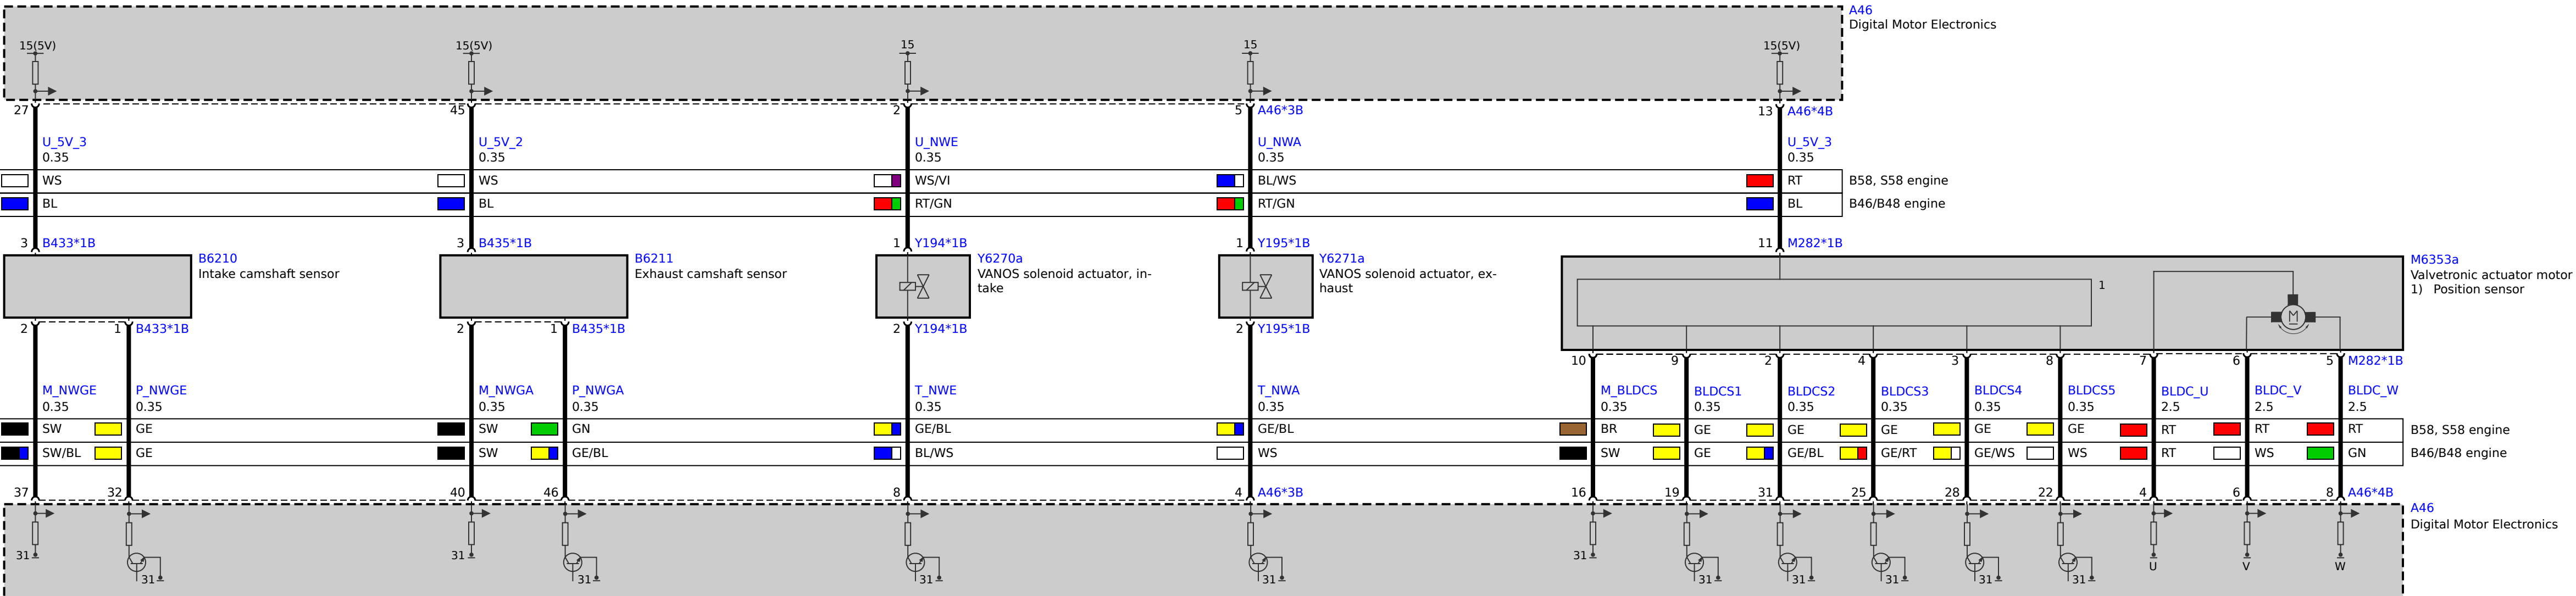 A46
Digital Motor Electronics
15(5V) 15(5V) 15 15 15(5V)
27 45 2 5 A46*3B 13 A46*4B
U_5V_3 U_5V_2 U_NWE U_NWA U_5V_3
0.35 0.35 0.35 0.35 0.35
WS WS WS/VI BL/WS RT B58, S58 engine
BL BL RT/GN RT/GN BL B46/B48 engine
3 B433*1B 3 B435*1B 1 Y194*1B 1 Y195*1B 11 M282*1B
B6210
Intake camshaft sensor
B6211
Exhaust camshaft sensor
Y6270a
VANOS solenoid actuator, in-
take
Y6271a
VANOS solenoid actuator, ex-
haust
M6353a
Valvetronic actuator motor
1) Position sensor
1
M
2 1 B433*1B 2 1 B435*1B 2 Y194*1B 2 Y195*1B
10 9 2 4 3 8 7 6 5 M282*1B
M_NWGE P_NWGE M_NWGA P_NWGA T_NWE T_NWA M_BLDCS BLDCS1 BLDCS2 BLDCS3 BLDCS4 BLDCS5 BLDC_U BLDC_V BLDC_W
0.35 0.35 0.35 0.35 0.35 0.35 0.35 0.35 0.35 0.35 0.35 0.35 2.5 2.5 2.5
SW GE SW GN GE/BL GE/BL BR GE GE GE GE GE RT RT RT B58, S58 engine
SW/BL GE SW GE/BL BL/WS WS SW GE GE/BL GE/RT GE/WS WS RT WS GN B46/B48 engine
37 32 40 46 8 4 A46*3B 16 19 31 25 28 22 4 6 8 A46*4B
A46
Digital Motor Electronics
31 31 31
U V W
31 31 31 31 31 31 31 31 31